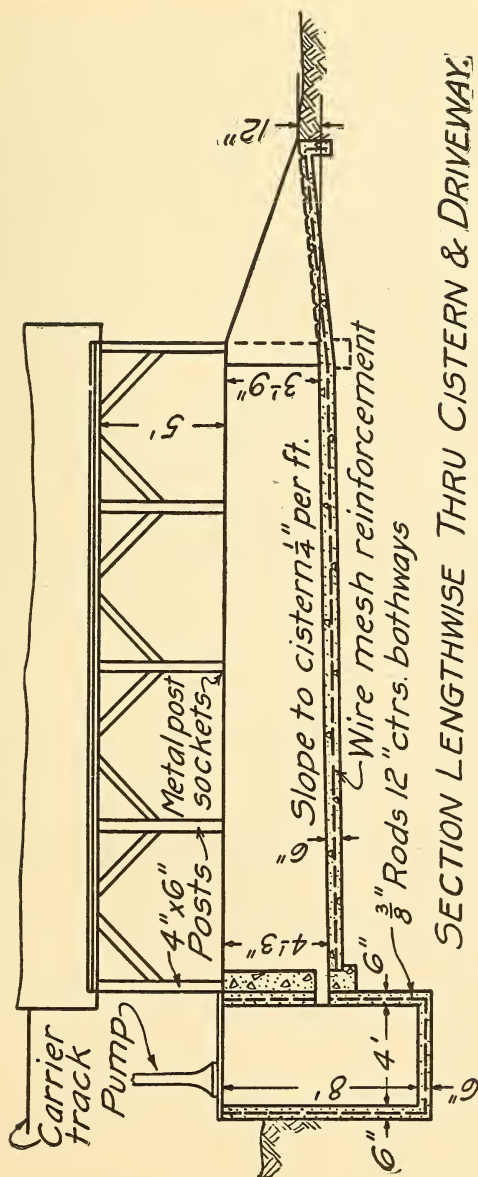 Carrier
track
Pump
4"x6"
Posts
Metal post
sockets
5'
12"
3'-9"
4'-3"
Slope to cistern 1/4" per ft.
6"
Wire mesh reinforcement
3/8" Rods 12" ctrs. bothways
8'
4'
6"
6"
6"
SECTION LENGTHWISE THRU CISTERN & DRIVEWAY.